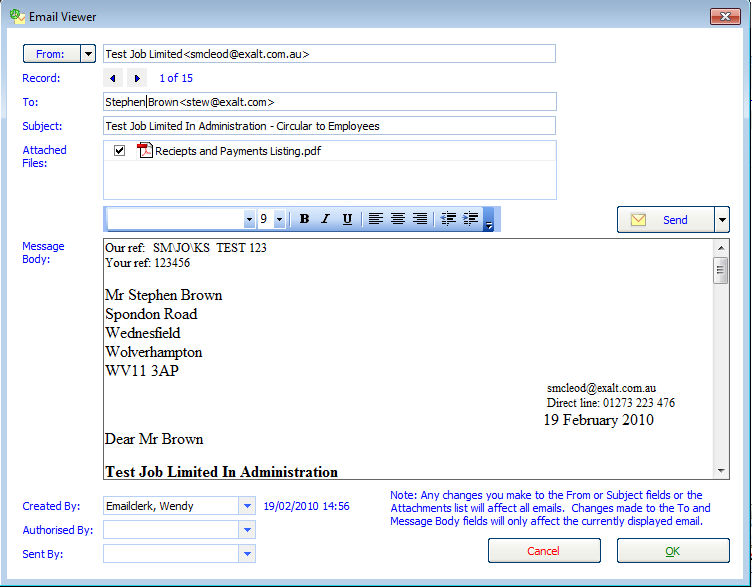 Email Viewer
From: Test Job Limited<smcleod@exalt.com.au>
Record: 1 of 15
To: Stephen Brown<stew@exalt.com>
Subject: Test Job Limited In Administration - Circular to Employees
Attached Files: Reciepts and Payments Listing.pdf
9 B I U Send
Message Body:
Our ref: SM\JO\KS TEST 123
Your ref: 123456
Mr Stephen Brown
Spondon Road
Wednesfield
Wolverhampton
WV11 3AP
smcleod@exalt.com.au
Direct line: 01273 223 476
19 February 2010
Dear Mr Brown
Test Job Limited In Administration
Created By: Emailclerk, Wendy 19/02/2010 14:56
Authorised By:
Sent By:
Note: Any changes you make to the From or Subject fields or the
Attachments list will affect all emails. Changes made to the To and
Message Body fields will only affect the currently displayed email.
Cancel OK